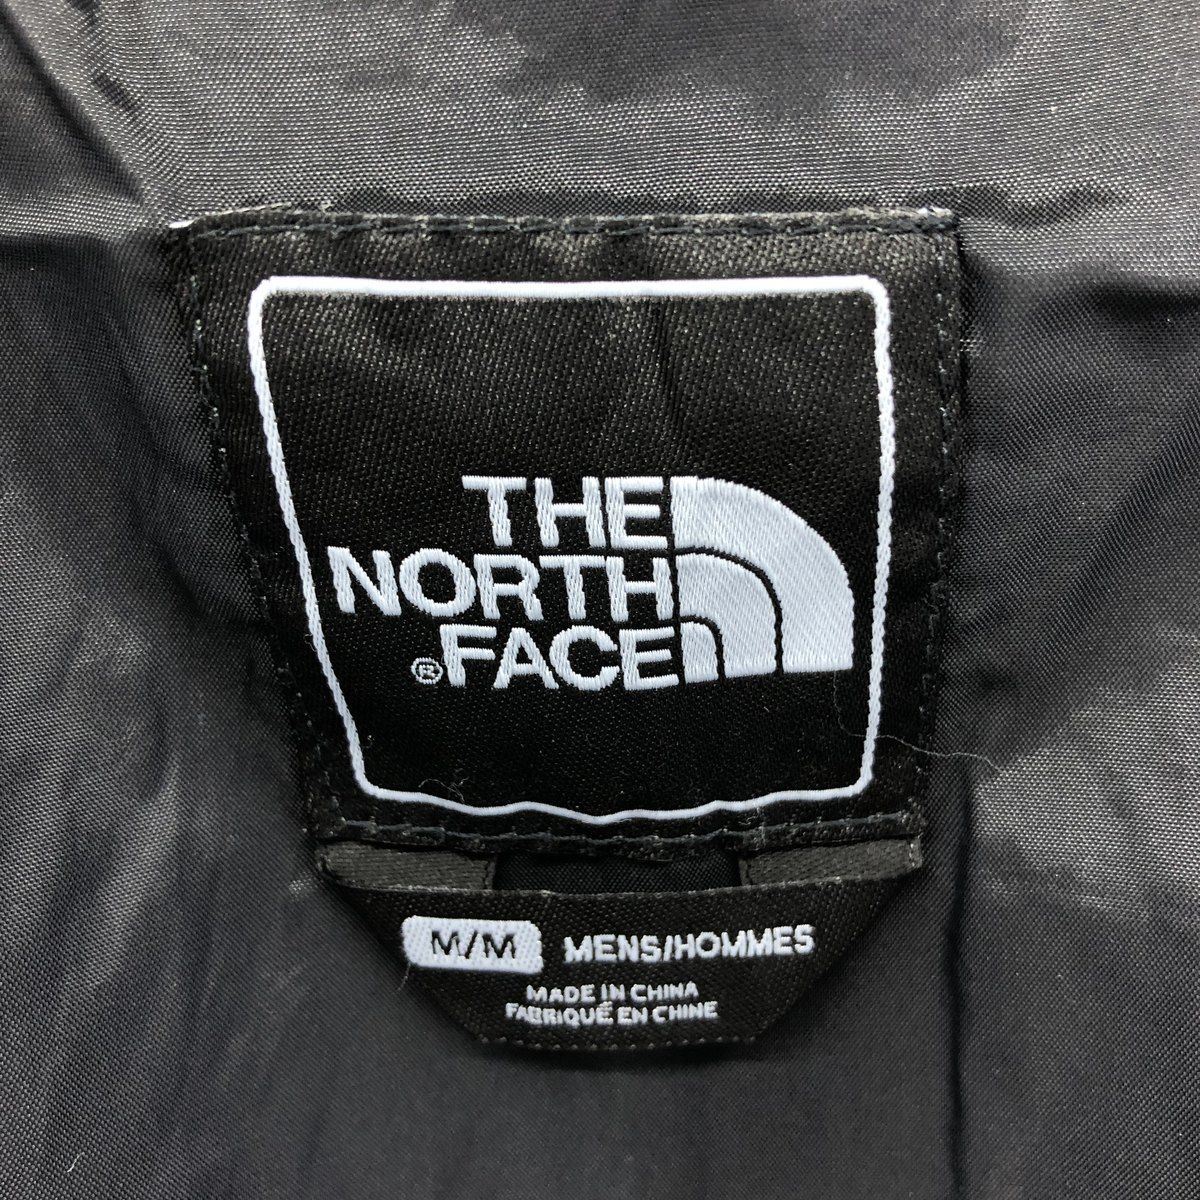 THE
NORTH
®FACE
M/M MENS/HOMMES
MADE IN CHINA
FABRIQUÉ EN CHINE